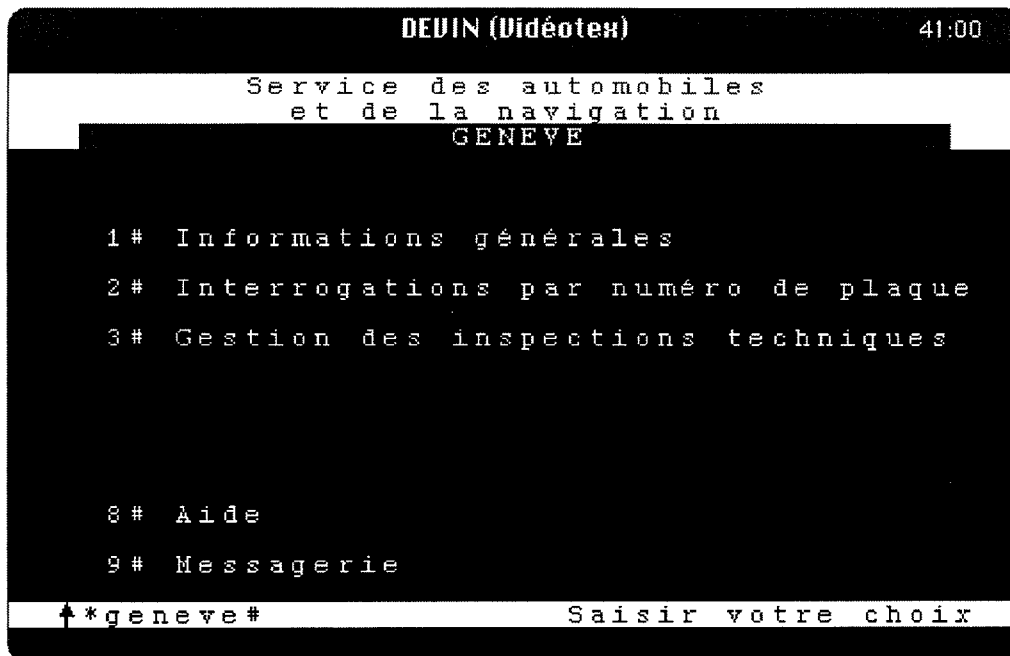 DEVIN (Vidéotex) 41:00
Service des automobiles
et de la navigation
GENEVE
1# Informations générales
2# Interrogations par numéro de plaque
3# Gestion des inspections techniques
8# Aide
9# Messagerie
*geneve# Saisir votre choix